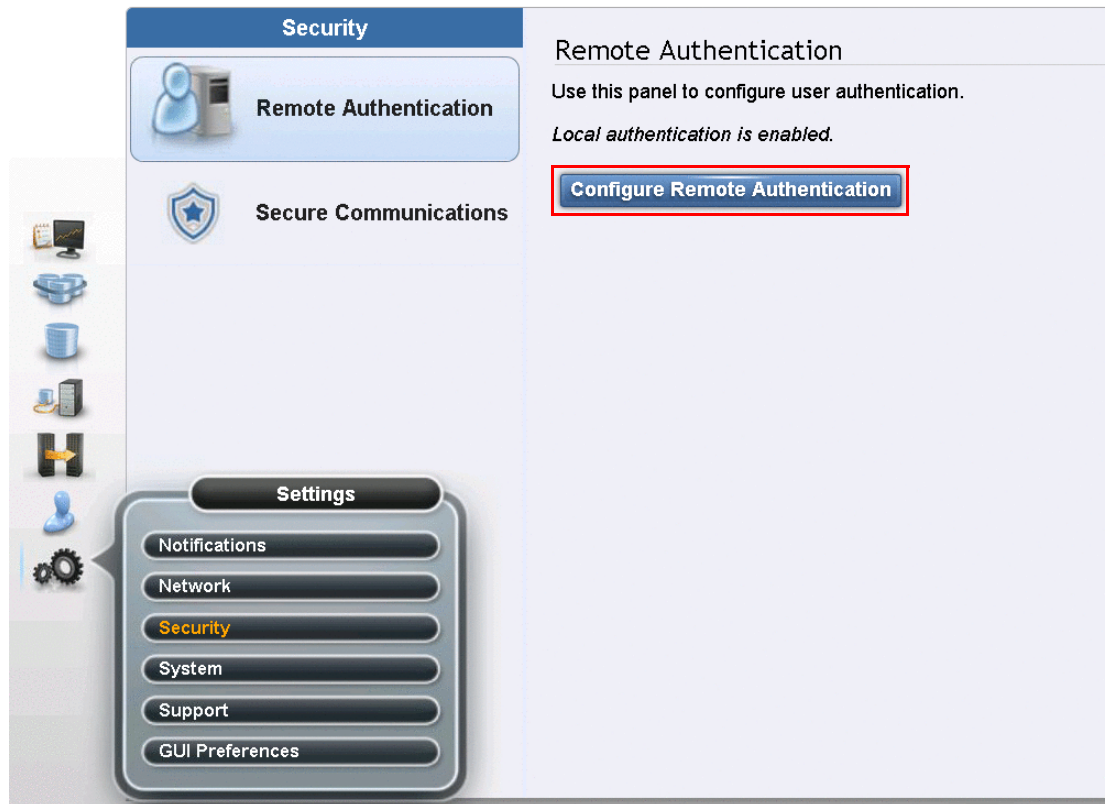 Security
Remote Authentication
Secure Communications
Remote Authentication
Use this panel to configure user authentication.
Local authentication is enabled.
Configure Remote Authentication
Settings
Notifications
Network
Security
System
Support
GUI Preferences